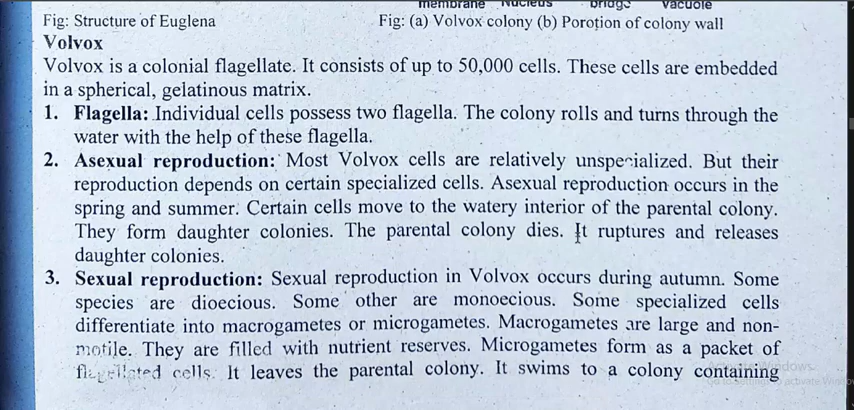 membrane Nucleus bridge vacuole
Fig: Structure of Euglena Fig: (a) Volvox colony (b) Porotion of colony wall
Volvox
Volvox is a colonial flagellate. It consists of up to 50,000 cells. These cells are embedded
in a spherical, gelatinous matrix.
1. Flagella: Individual cells possess two flagella. The colony rolls and turns through the
water with the help of these flagella.
2. Asexual reproduction: Most Volvox cells are relatively unspecialized. But their
reproduction depends on certain specialized cells. Asexual reproduction occurs in the
spring and summer. Certain cells move to the watery interior of the parental colony.
They form daughter colonies. The parental colony dies. It ruptures and releases
daughter colonies.
3. Sexual reproduction: Sexual reproduction in Volvox occurs during autumn. Some
species are dioecious. Some other are monoecious. Some specialized cells
differentiate into macrogametes or microgametes. Macrogametes are large and non-
motile. They are filled with nutrient reserves. Microgametes form as a packet of
flagellated cells. It leaves the parental colony. It swims to a colony containing
Activate Windows
Go to Settings to activate Windows